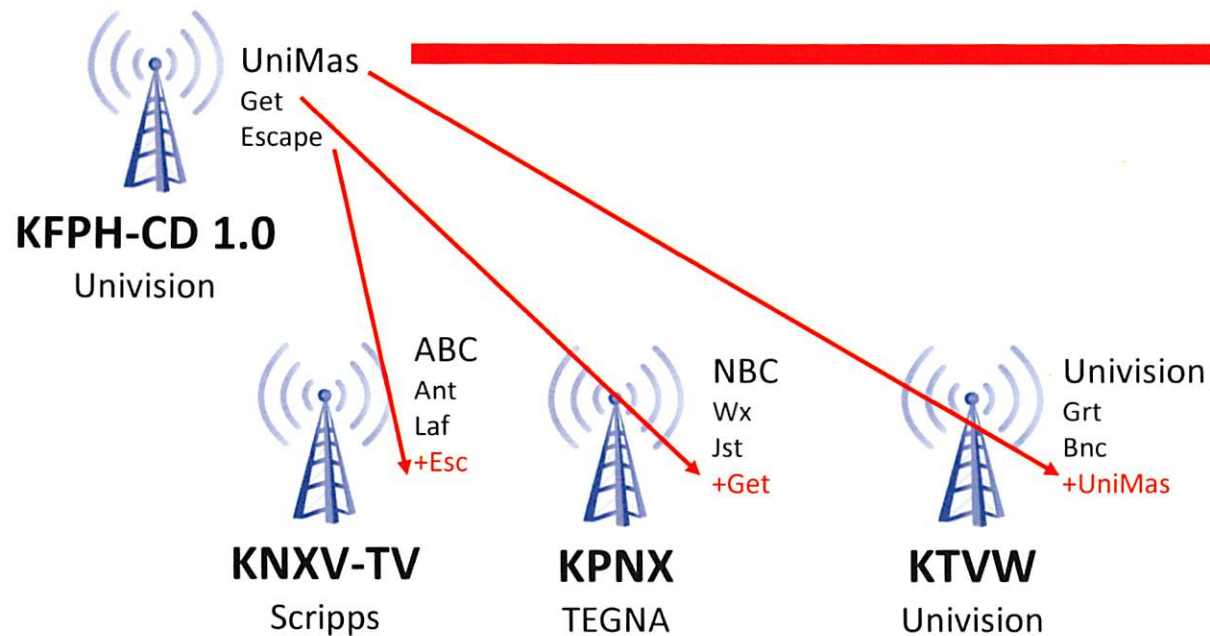 UniMas
Get
Escape
KFPH-CD 1.0
Univision
ABC
Ant
Laf
+Esc
KNXV-TV
Scripps
NBC
Wx
Jst
+Get
KPNX
TEGNA
Univision
Grt
Bnc
+UniMas
KTVW
Univision